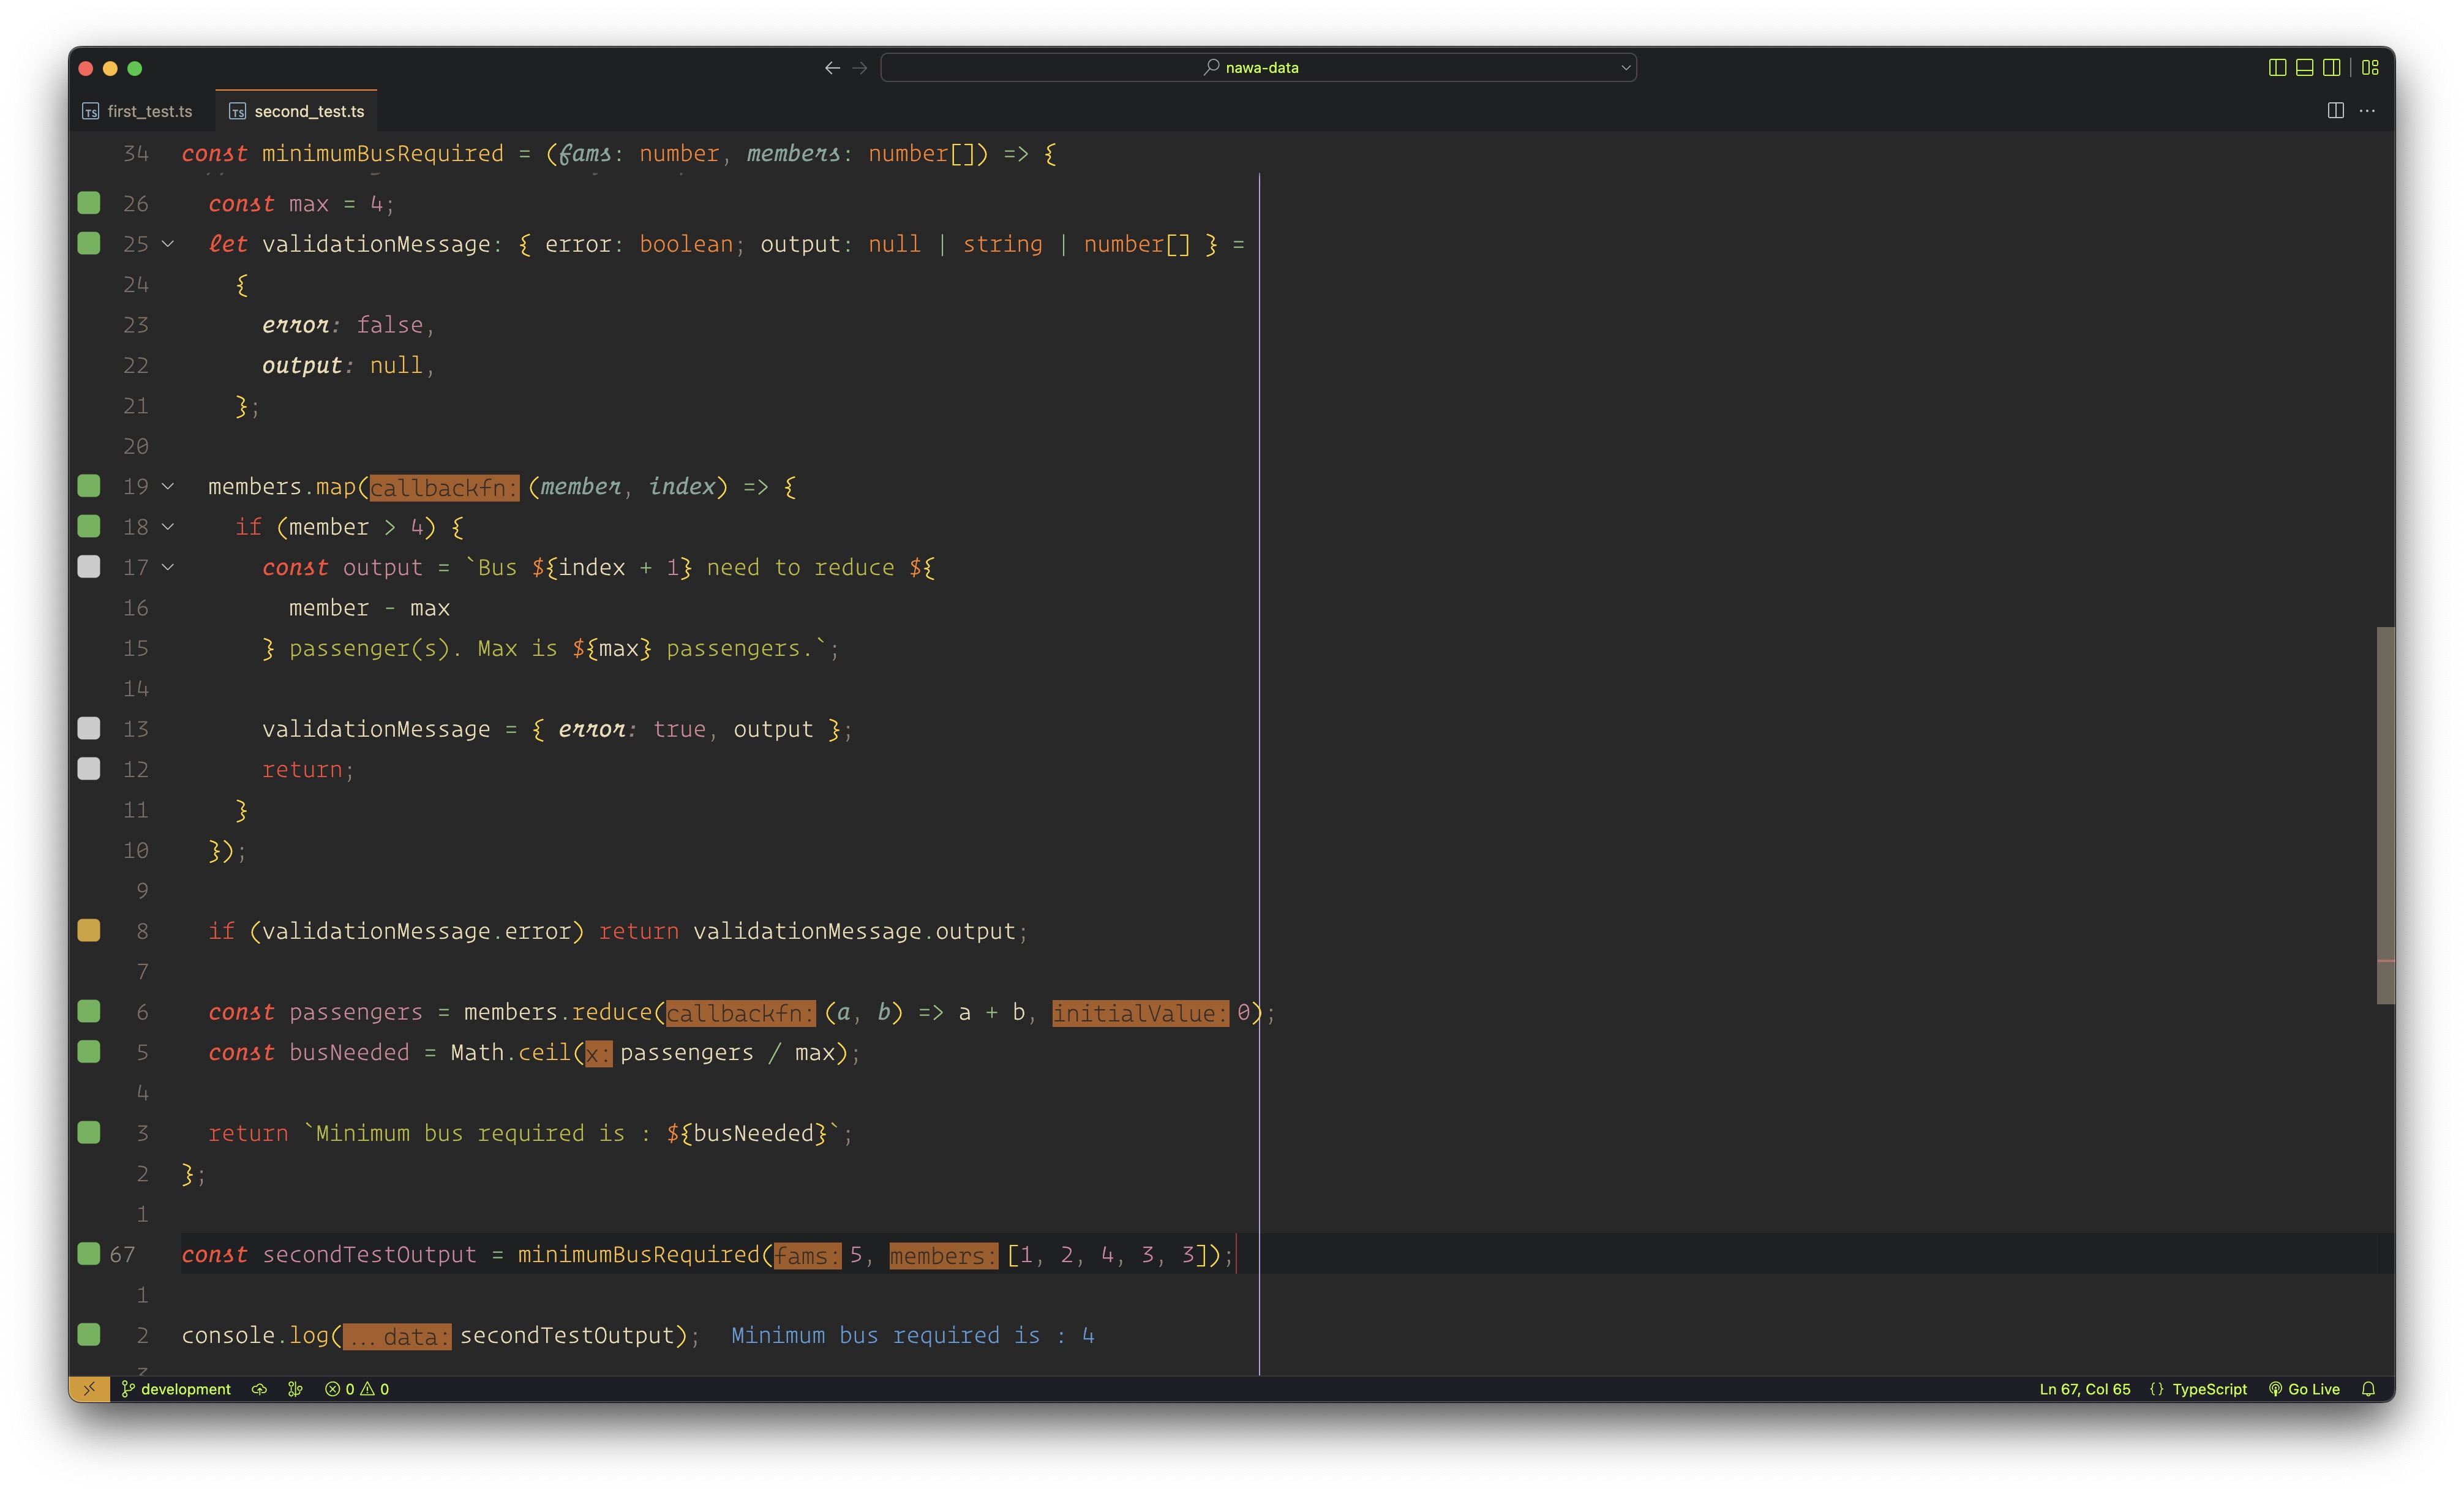 nawa-data
first_test.ts
second_test.ts
34 const minimumBusRequired = (fams: number, members: number[]) => {
26 const max = 4;
25 let validationMessage: { error: boolean; output: null | string | number[] } =
24 {
23 error: false,
22 output: null,
21 };
20
19 members.map(callbackfn: (member, index) => {
18 if (member > 4) {
17 const output = `Bus ${index + 1} need to reduce ${
16 member - max
15 } passenger(s). Max is ${max} passengers.`;
14
13 validationMessage = { error: true, output };
12 return;
11 }
10 });
9
8 if (validationMessage.error) return validationMessage.output;
7
6 const passengers = members.reduce(callbackfn: (a, b) => a + b, initialValue: 0);
5 const busNeeded = Math.ceil(x: passengers / max);
4
3 return `Minimum bus required is : ${busNeeded}`;
2 };
1
67 const secondTestOutput = minimumBusRequired(fams: 5, members: [1, 2, 4, 3, 3]);
1
2 console.log(...data: secondTestOutput); Minimum bus required is : 4
development 0 0 Ln 67, Col 65 {} TypeScript Go Live